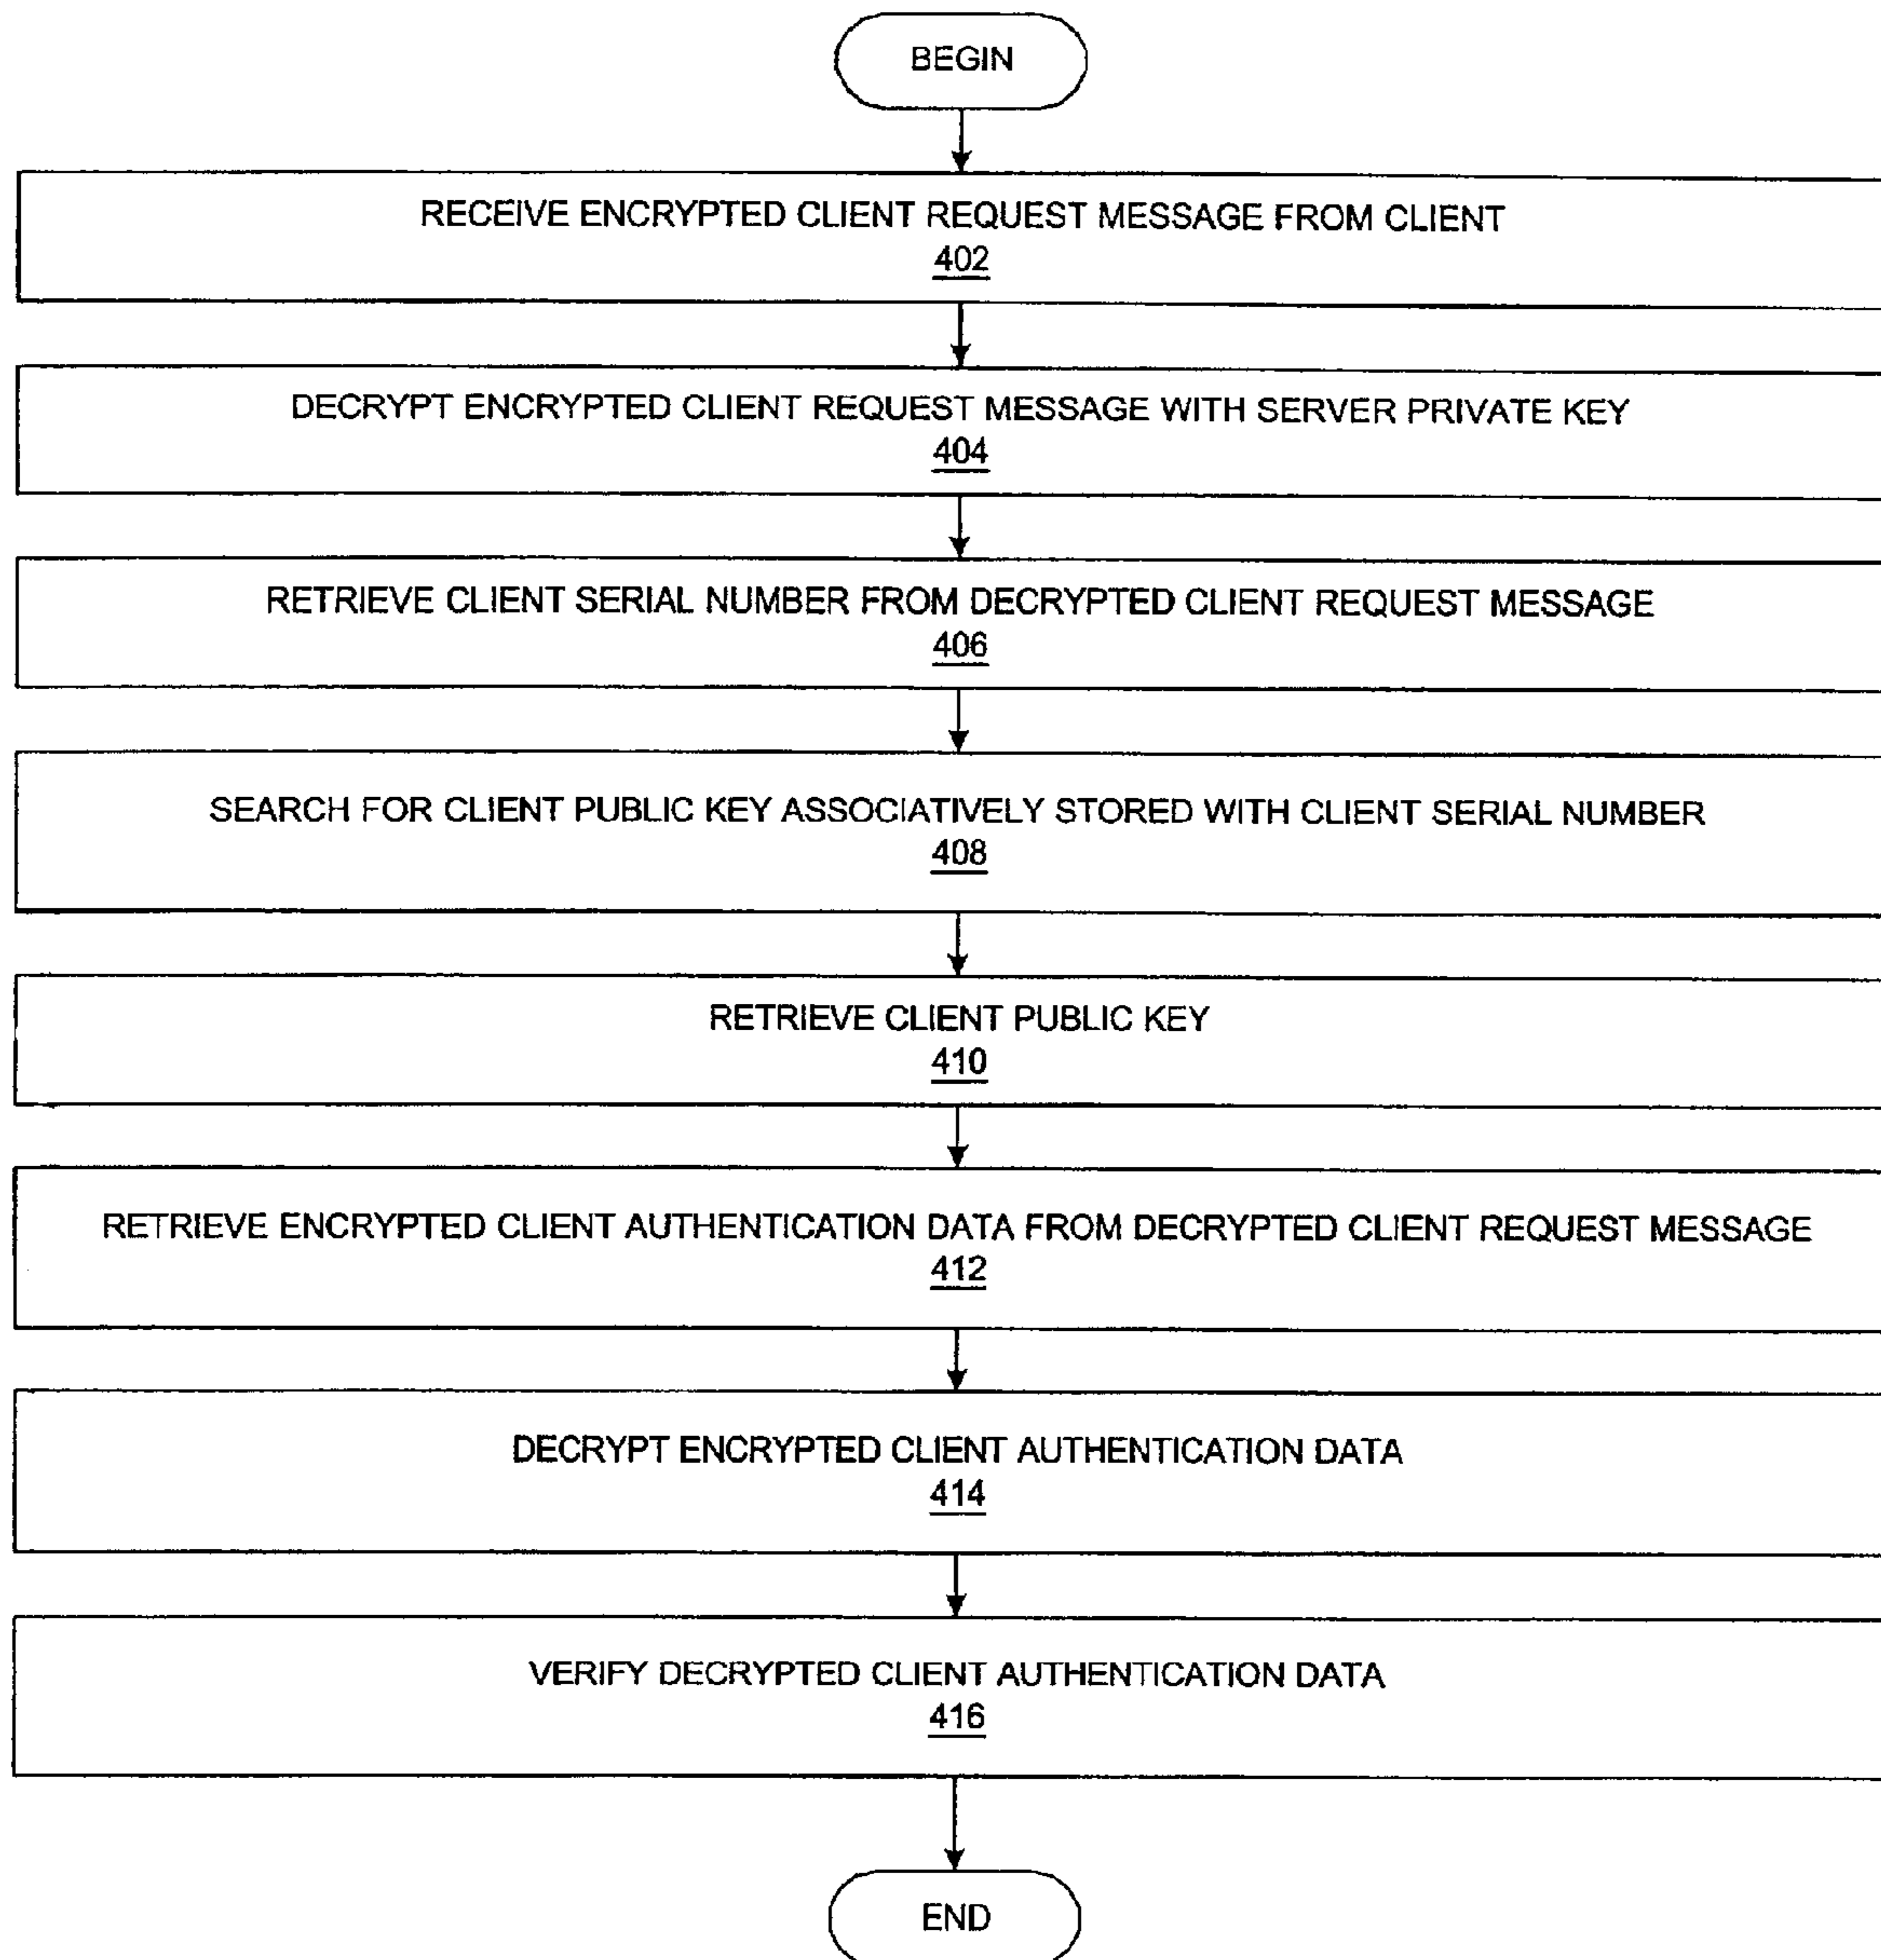 BEGIN
RECEIVE ENCRYPTED CLIENT REQUEST MESSAGE FROM CLIENT
402
DECRYPT ENCRYPTED CLIENT REQUEST MESSAGE WITH SERVER PRIVATE KEY
404
RETRIEVE CLIENT SERIAL NUMBER FROM DECRYPTED CLIENT REQUEST MESSAGE
406
SEARCH FOR CLIENT PUBLIC KEY ASSOCIATIVELY STORED WITH CLIENT SERIAL NUMBER
408
RETRIEVE CLIENT PUBLIC KEY
410
RETRIEVE ENCRYPTED CLIENT AUTHENTICATION DATA FROM DECRYPTED CLIENT REQUEST MESSAGE
412
DECRYPT ENCRYPTED CLIENT AUTHENTICATION DATA
414
VERIFY DECRYPTED CLIENT AUTHENTICATION DATA
416
END